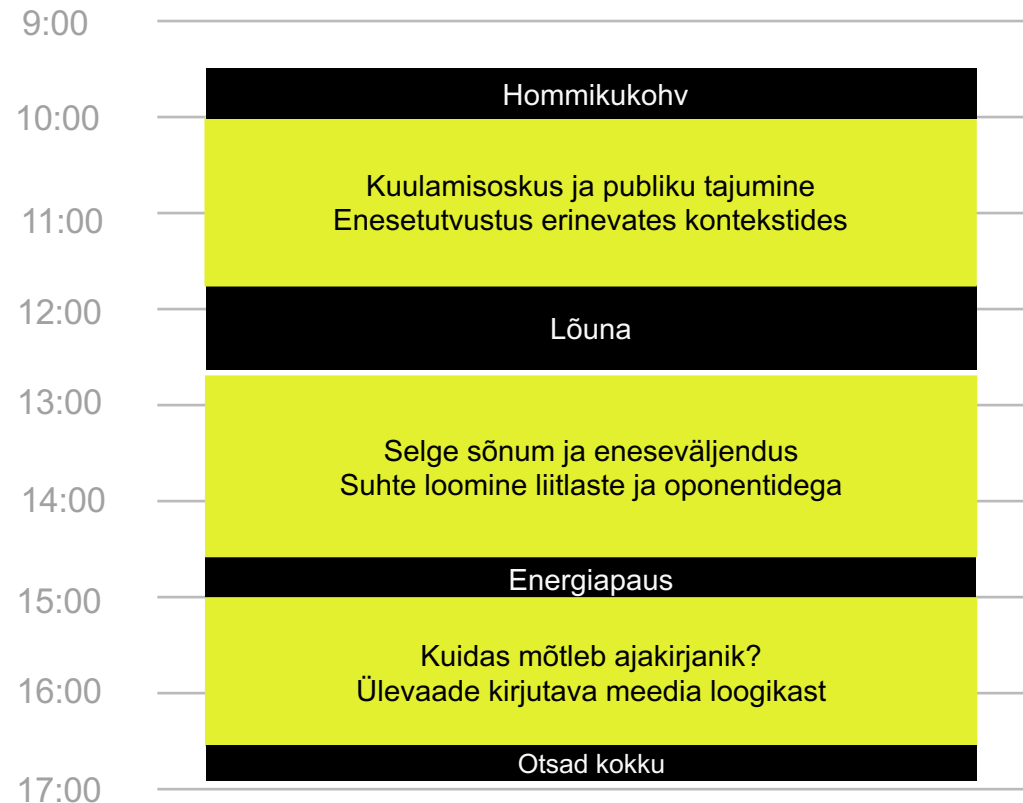 9:00
Hommikukohv
10:00
Kuulamisoskus ja publiku tajumine
11:00
Enesetutvustus erinevates kontekstides
12:00
Lõuna
13:00
Selge sõnum ja eneseväljendus
14:00
Suhte loomine liitlaste ja oponentidega
Energiapaus
15:00
Kuidas mõtleb ajakirjanik?
16:00
Ülevaade kirjutava meedia loogikast
Otsad kokku
17:00